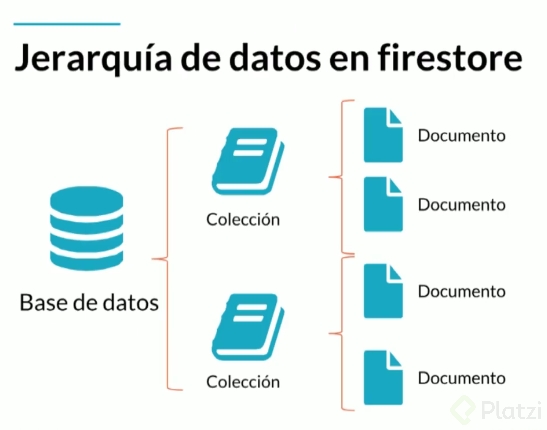 Jerarquía de datos en firestore
Documento
Documento
Colección
Base de datos
Documento
Colección
Documento
Platzi